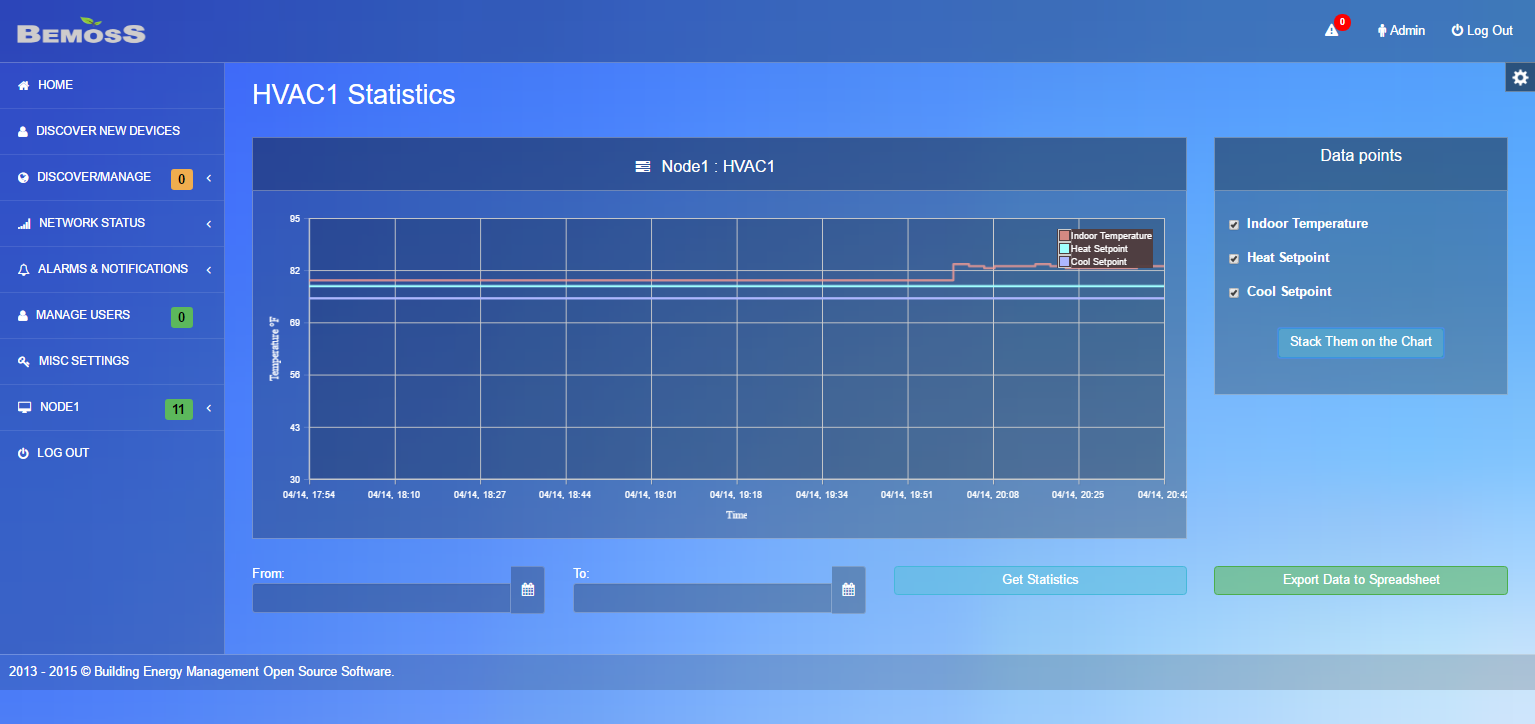 BEMOSS
0
Admin
Log Out
HOME
DISCOVER NEW DEVICES
DISCOVER/MANAGE 0
NETWORK STATUS
ALARMS & NOTIFICATIONS
MANAGE USERS 0
MISC SETTINGS
NODE1 11
LOG OUT
HVAC1 Statistics
Node1 : HVAC1
95
82
69
56
43
30
Temperature °F
Indoor Temperature
Heat Setpoint
Cool Setpoint
04/14, 17:54 04/14, 18:10 04/14, 18:27 04/14, 18:44 04/14, 19:01 04/14, 19:18 04/14, 19:34 04/14, 19:51 04/14, 20:08 04/14, 20:25 04/14, 20:42
Time
Data points
Indoor Temperature
Heat Setpoint
Cool Setpoint
Stack Them on the Chart
From:
To:
Get Statistics
Export Data to Spreadsheet
2013 - 2015 © Building Energy Management Open Source Software.